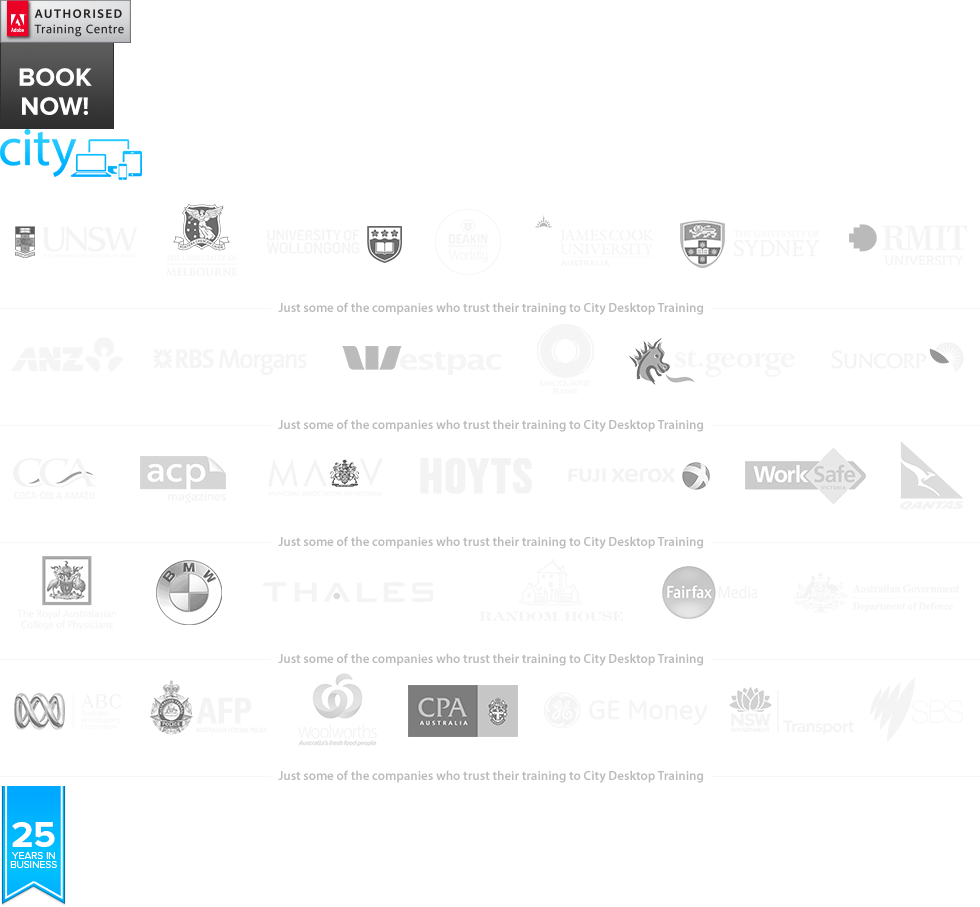 Adobe
AUTHORISED
Training Centre
BOOK
NOW!
city
UNSW
THE UNIVERSITY OF
MELBOURNE
UNIVERSITY OF
WOLLONGONG
DEAKIN
Worldly
JAMES COOK
UNIVERSITY
AUSTRALIA
THE UNIVERSITY OF
SYDNEY
RMIT
UNIVERSITY
Just some of the companies who trust their training to City Desktop Training
ANZ
RBS Morgans
Westpac
MACQUARIE
st.george
SUNCORP
Just some of the companies who trust their training to City Desktop Training
CCA
COCA-COLA AMATIL
acp
magazines
MAV
HOYTS
FUJI xerox
WorkSafe
VICTORIA
QANTAS
Just some of the companies who trust their training to City Desktop Training
The Royal Australasian
College of Physicians
BMW
THALES
RANDOM HOUSE
Fairfax Media
Australian Government
Department of Defence
Just some of the companies who trust their training to City Desktop Training
ABC
AFP
POLICE
AUSTRALIAN FEDERAL POLICE
Woolworths
Australia's fresh food people
CPA
AUSTRALIA
GE Money
NSW
GOVERNMENT
Transport
SBS
Just some of the companies who trust their training to City Desktop Training
25
YEARS IN
BUSINESS